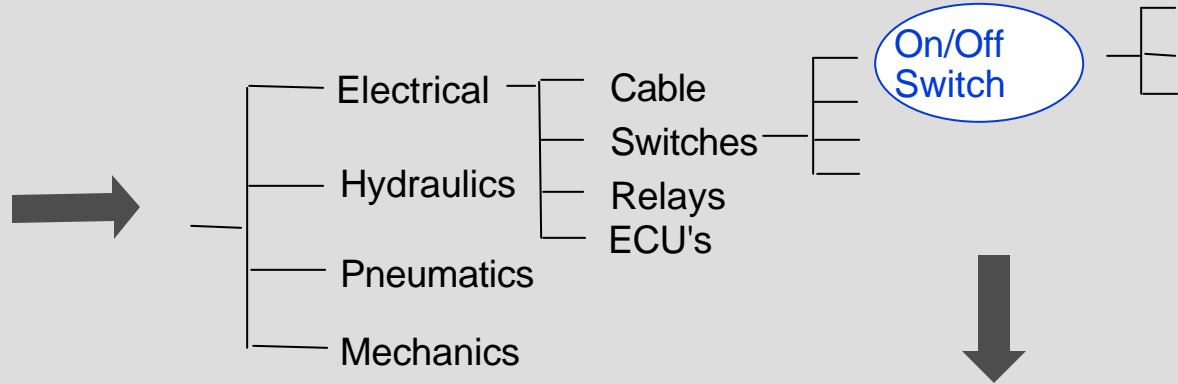 Electrical
Hydraulics
Pneumatics
Mechanics
Cable
Switches
Relays
ECU's
On/Off
Switch